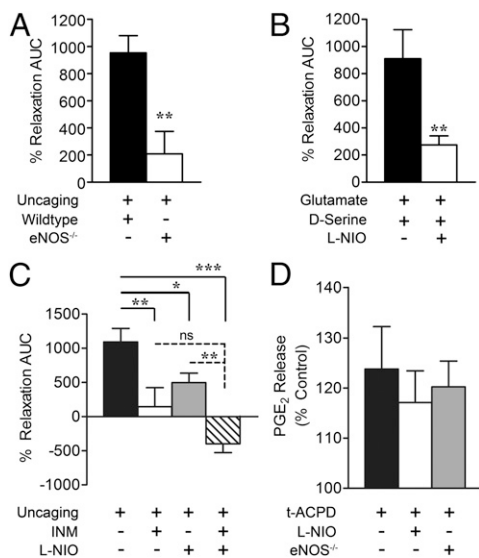 A
B
% Relaxation AUC
1200
1000
800
600
400
200
0
**
Uncaging + +
Wildtype + -
eNOS-/- - +
% Relaxation AUC
1200
1000
800
600
400
200
0
**
Glutamate + +
D-Serine + +
L-NIO - +
C
D
% Relaxation AUC
1000
500
0
-500
-1000
***
*
**
ns
**
Uncaging + + + +
INM - + - +
L-NIO - - + +
PGE2 Release
(% Control)
140
130
120
110
100
t-ACPD + + +
L-NIO - + -
eNOS-/- - - +